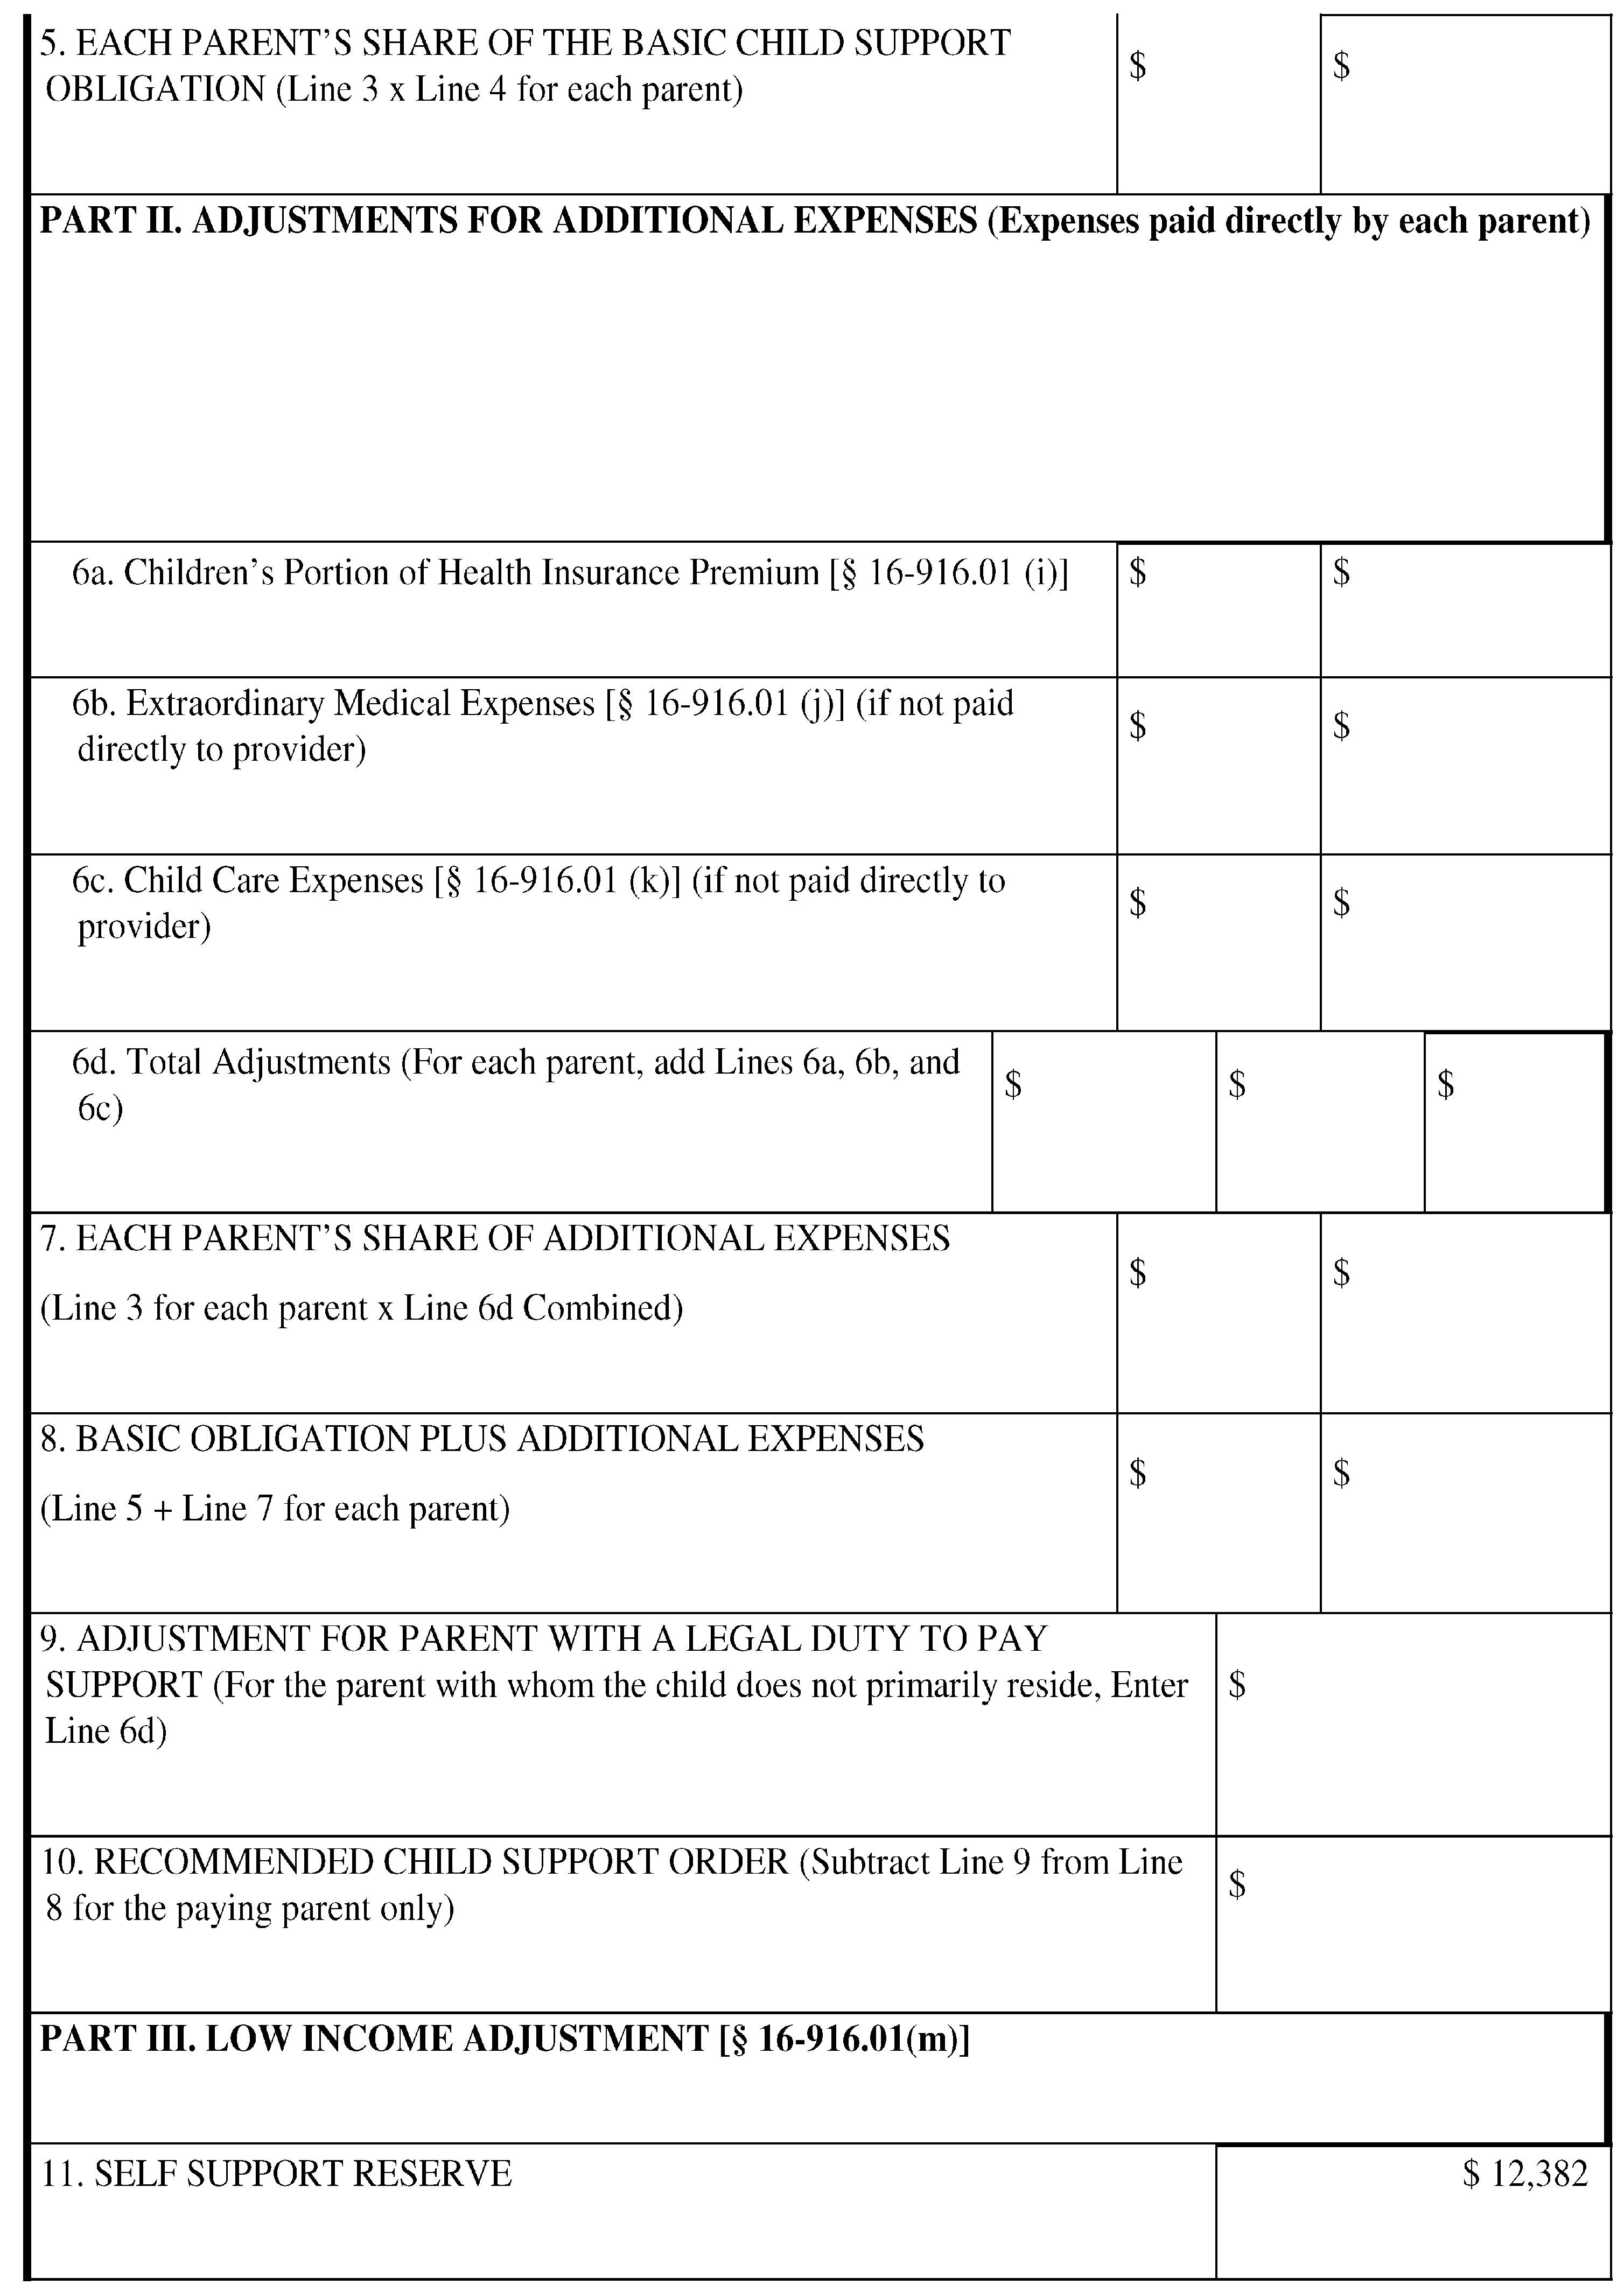 5. EACH PARENT’S SHARE OF THE BASIC CHILD SUPPORT
OBLIGATION (Line 3 x Line 4 for each parent)
$ $
PART II. ADJUSTMENTS FOR ADDITIONAL EXPENSES (Expenses paid directly by each parent)
6a. Children’s Portion of Health Insurance Premium [§ 16-916.01 (i)] $ $
6b. Extraordinary Medical Expenses [§ 16-916.01 (j)] (if not paid
directly to provider)
$ $
6c. Child Care Expenses [§ 16-916.01 (k)] (if not paid directly to
provider)
$ $
6d. Total Adjustments (For each parent, add Lines 6a, 6b, and
6c)
$ $ $
7. EACH PARENT’S SHARE OF ADDITIONAL EXPENSES
(Line 3 for each parent x Line 6d Combined)
$ $
8. BASIC OBLIGATION PLUS ADDITIONAL EXPENSES
(Line 5 + Line 7 for each parent)
$ $
9. ADJUSTMENT FOR PARENT WITH A LEGAL DUTY TO PAY
SUPPORT (For the parent with whom the child does not primarily reside, Enter
Line 6d)
$
10. RECOMMENDED CHILD SUPPORT ORDER (Subtract Line 9 from Line
8 for the paying parent only)
$
PART III. LOW INCOME ADJUSTMENT [§ 16-916.01(m)]
11. SELF SUPPORT RESERVE $ 12,382